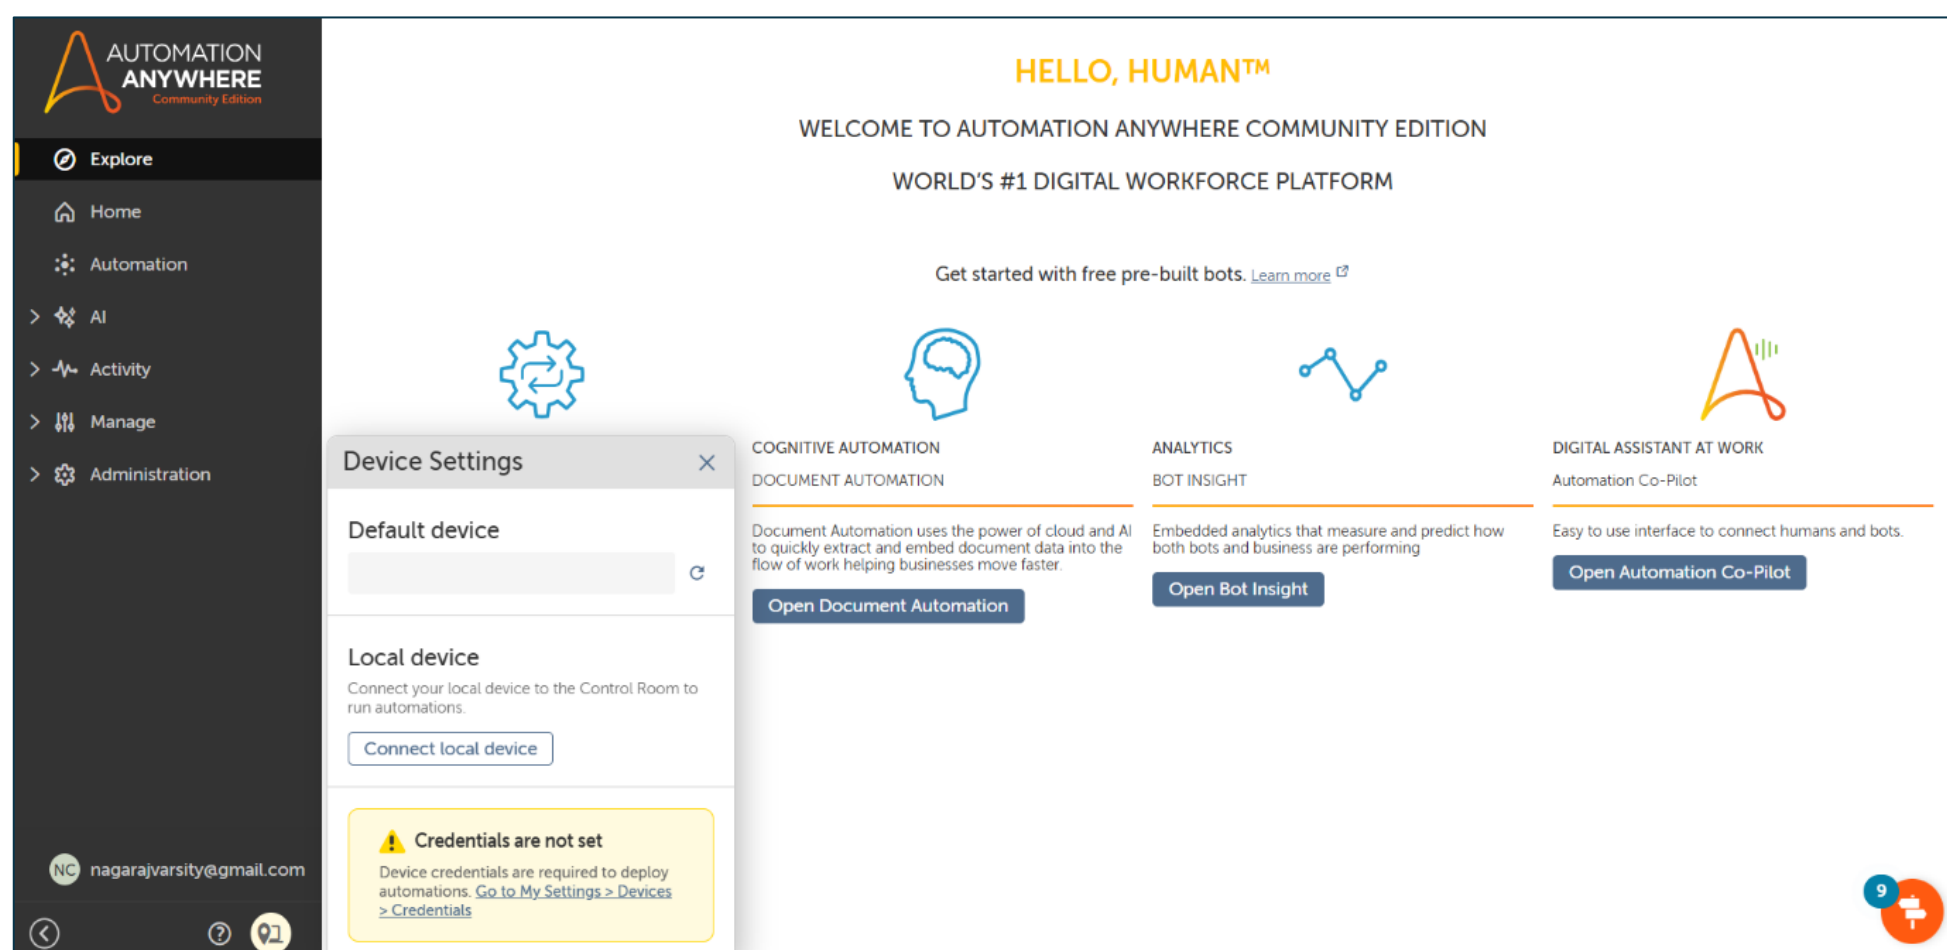 AUTOMATION
ANYWHERE
Community Edition
Explore
Home
Automation
AI
Activity
Manage
Administration
NC nagarajvarsity@gmail.com
HELLO, HUMAN™
WELCOME TO AUTOMATION ANYWHERE COMMUNITY EDITION
WORLD'S #1 DIGITAL WORKFORCE PLATFORM
Get started with free pre-built bots. Learn more
Device Settings
Default device
Local device
Connect your local device to the Control Room to
run automations.
Connect local device
Credentials are not set
Device credentials are required to deploy
automations. Go to My Settings > Devices
> Credentials
COGNITIVE AUTOMATION
DOCUMENT AUTOMATION
Document Automation uses the power of cloud and AI
to quickly extract and embed document data into the
flow of work helping businesses move faster.
Open Document Automation
ANALYTICS
BOT INSIGHT
Embedded analytics that measure and predict how
both bots and business are performing
Open Bot Insight
DIGITAL ASSISTANT AT WORK
Automation Co-Pilot
Easy to use interface to connect humans and bots.
Open Automation Co-Pilot
9